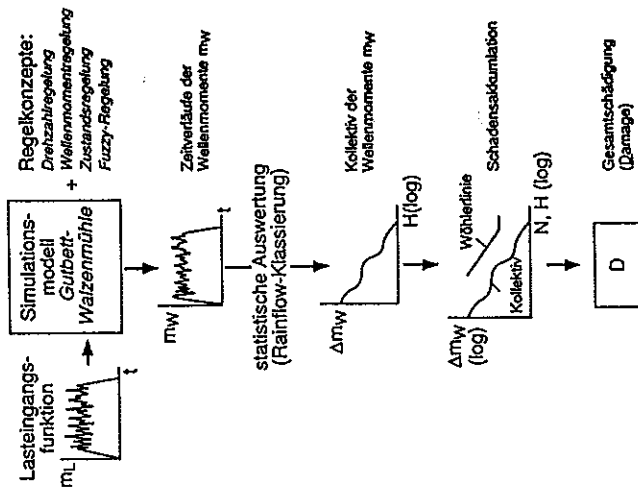 Lasteingangs-
funktion
mL
t
Simulations-
modell
Gutbett-
Walzenmühle
+
Regelkonzepte:
Drehzahlregelung
Wellenmomentregelung
Zustandsregelung
Fuzzy-Regelung
mW
t
Zeitverläufe der
Wellenmomente mW
statistische Auswertung
(Rainflow-Klassierung)
ΔmW
H(log)
Kollektiv der
Wellenmomente mW
ΔmW
(log)
Wöhlerlinie
Kollektiv
N, H (log)
Schadensakkumlation
D
Gesamtschädigung
(Damage)